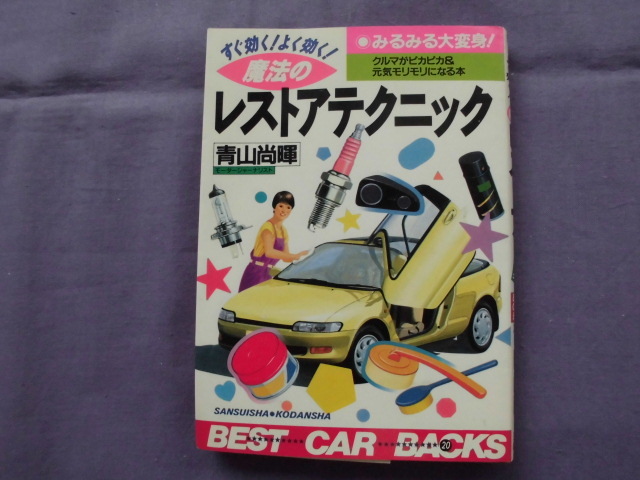 すぐ効く!よく効く!
魔法の
●みるみる大変身!
クルマがピカピカ&
元気モリモリになる本
レストアテクニック
青山尚暉
モータージャーナリスト
SANSUISHA●KODANSHA
BEST CAR BACKS
20